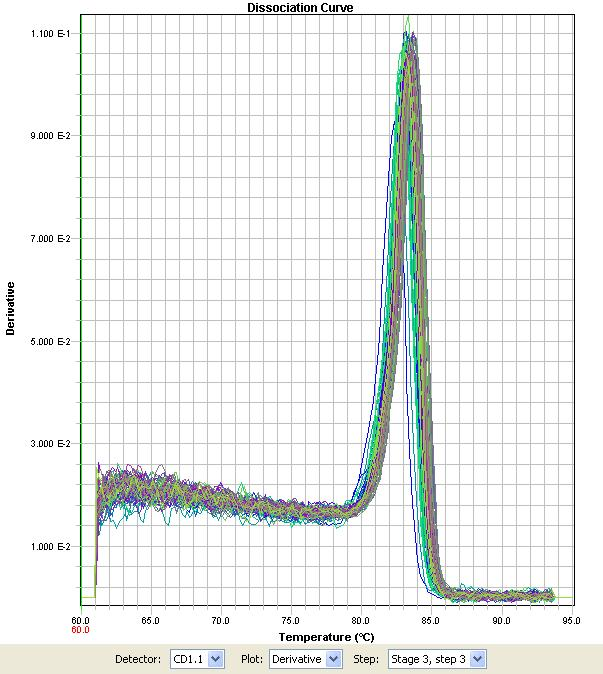 Dissociation Curve
1.100 E-1
9.000 E-2
7.000 E-2
5.000 E-2
3.000 E-2
1.000 E-2
Derivative
60.0 65.0 70.0 75.0 80.0 85.0 90.0 95.0
60.0
Temperature (ºC)
Detector: CD1.1 Plot: Derivative Step: Stage 3, step 3